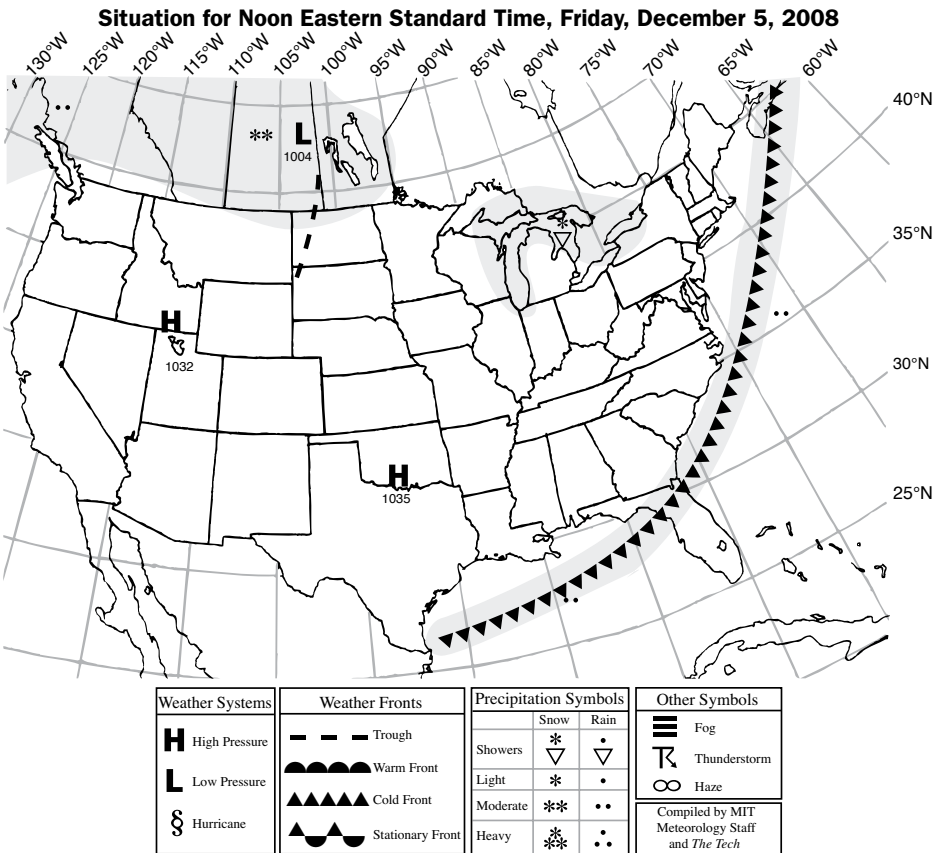 Situation for Noon Eastern Standard Time, Friday, December 5, 2008
130°W 125°W 120°W 115°W 110°W 105°W 100°W 95°W 90°W 85°W 80°W 75°W 70°W 65°W 60°W
40°N
35°N
30°N
25°N
L
1004
H
1032
H
1035
Weather Systems
H High Pressure
L Low Pressure
§ Hurricane
Weather Fronts
Trough
Warm Front
Cold Front
Stationary Front
Precipitation Symbols
Snow Rain
Showers
Light
Moderate
Heavy
Other Symbols
Fog
Thunderstorm
Haze
Compiled by MIT
Meteorology Staff
and The Tech